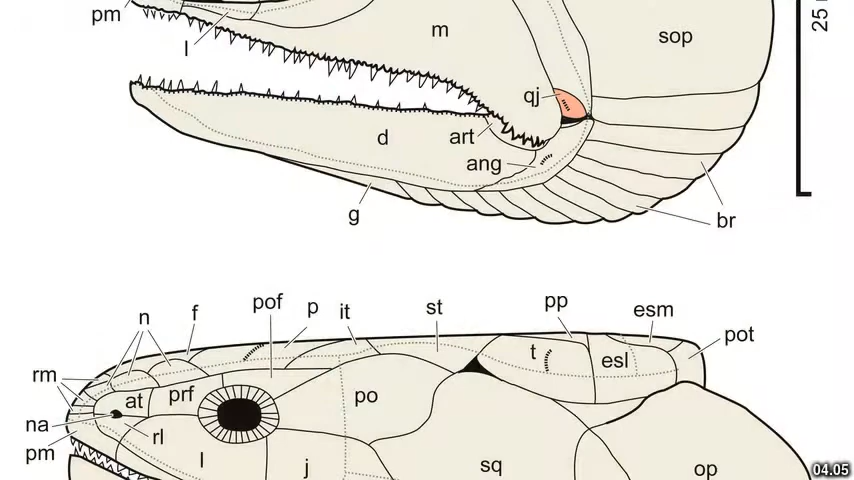 pm
l
m
sop
25
qj
d
art
ang
g
br
n
f
pof
p
it
st
pp
esm
pot
rm
at
prf
t
esl
po
na
rl
pm
l
j
sq
op
04.05